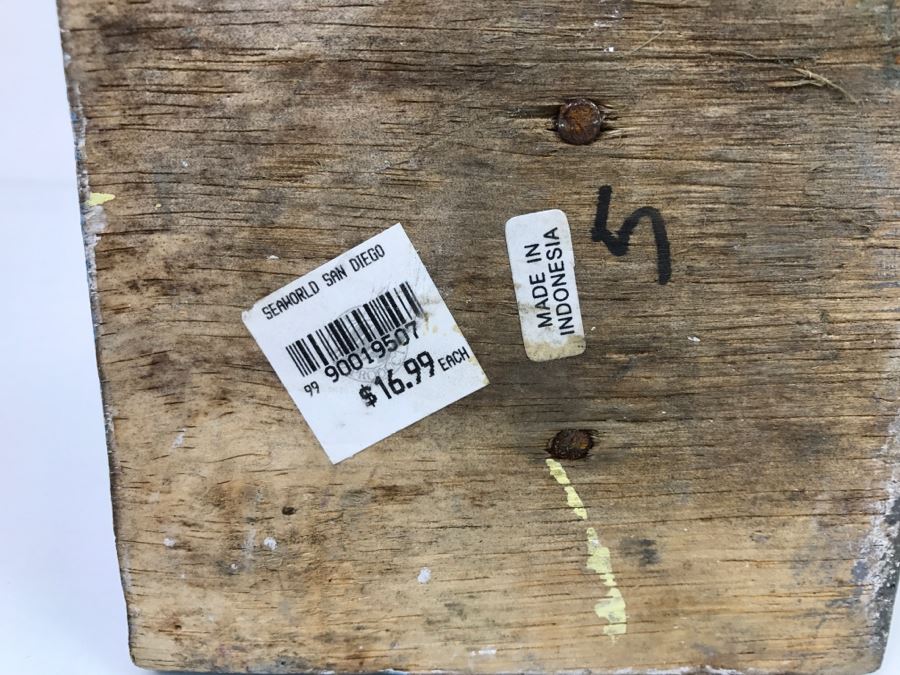 SEAWORLD SAN DIEGO
99 90019507
$16.99 EACH
MADE IN
INDONESIA
5